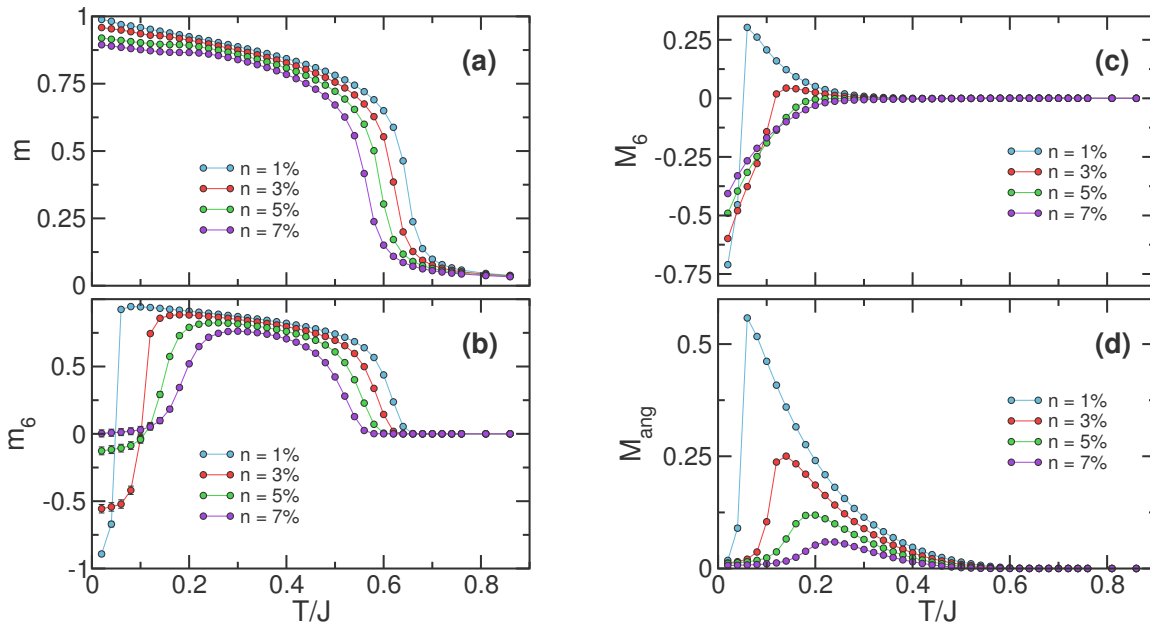 (a)
m
1
0.75
0.5
0.25
0
n = 1%
n = 3%
n = 5%
n = 7%
(b)
m6
0.5
0
-0.5
-1
n = 1%
n = 3%
n = 5%
n = 7%
0 0.2 0.4 0.6 0.8
T/J
(c)
M6
0.25
0
-0.25
-0.5
-0.75
n = 1%
n = 3%
n = 5%
n = 7%
(d)
Mang
0.5
0.25
0
n = 1%
n = 3%
n = 5%
n = 7%
0 0.2 0.4 0.6 0.8
T/J